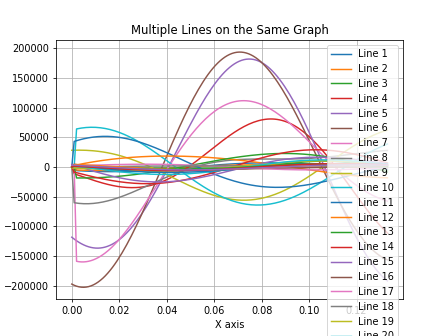 Multiple Lines on the Same Graph
200000
150000
100000
50000
0
−50000
−100000
−150000
−200000
0.00
0.02
0.04
0.06
0.08
0.10
X axis
Line 1
Line 2
Line 3
Line 4
Line 5
Line 6
Line 7
Line 8
Line 9
Line 10
Line 11
Line 12
Line 13
Line 14
Line 15
Line 16
Line 17
Line 18
Line 19
Line 20